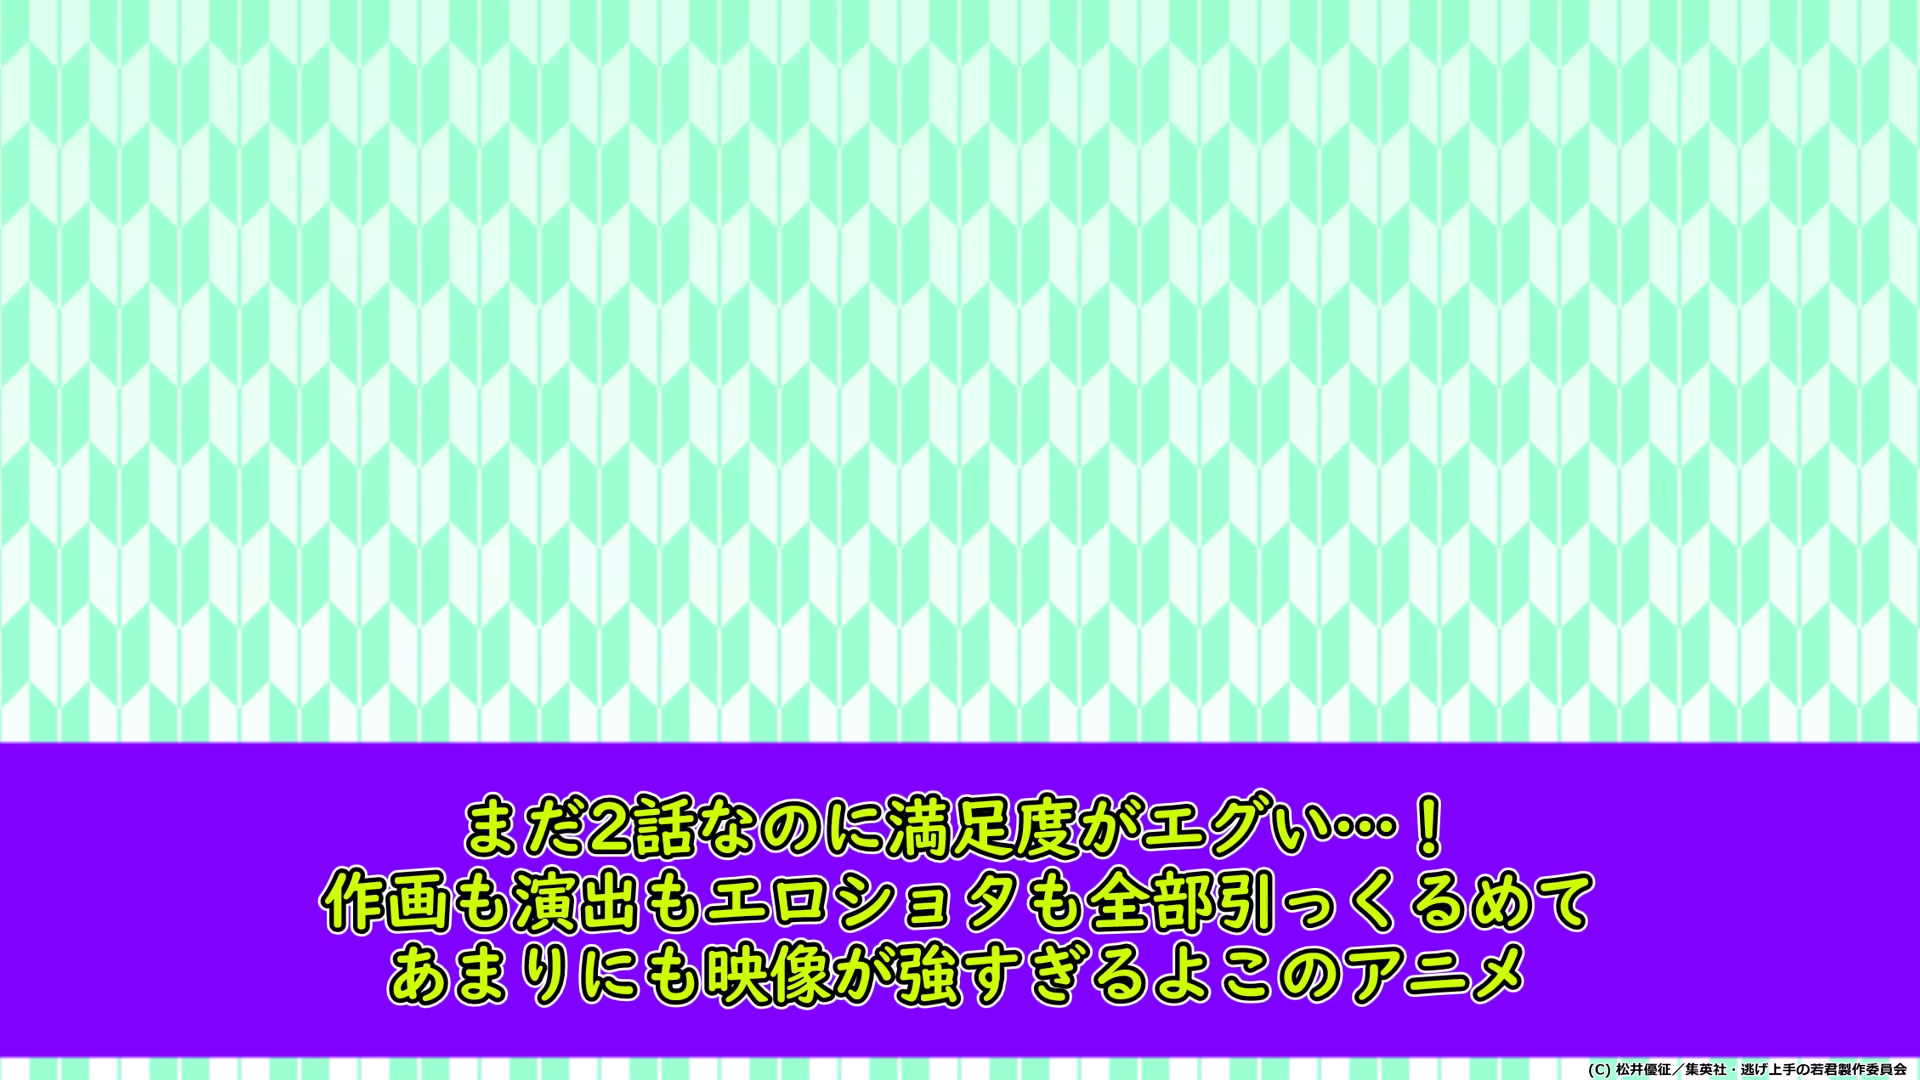 まだ2話なのに満足度がエグい…！
作画も演出もエロショタも全部引っくるめて
あまりにも映像が強すぎるよこのアニメ
(C) 松井優征／集英社・逃げ上手の若君製作委員会